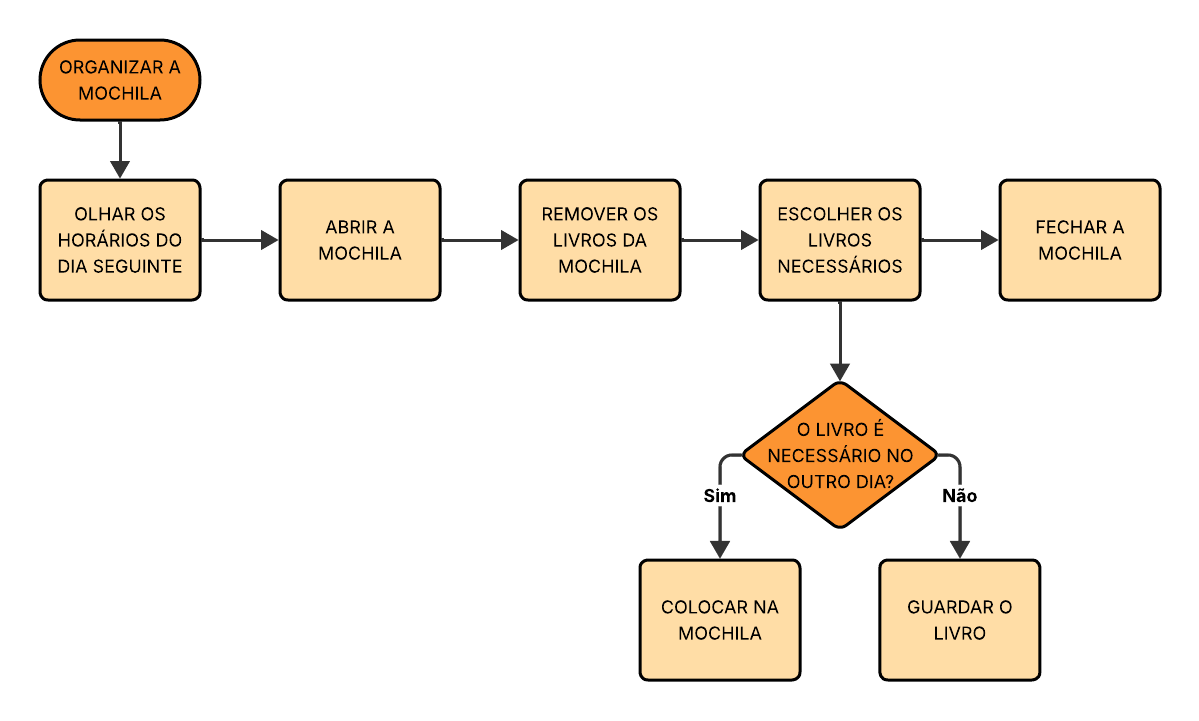 ORGANIZAR A
MOCHILA
OLHAR OS
HORÁRIOS DO
DIA SEGUINTE
ABRIR A
MOCHILA
REMOVER OS
LIVROS DA
MOCHILA
ESCOLHER OS
LIVROS
NECESSÁRIOS
FECHAR A
MOCHILA
O LIVRO É
NECESSÁRIO NO
OUTRO DIA?
Sim
Não
COLOCAR NA
MOCHILA
GUARDAR O
LIVRO